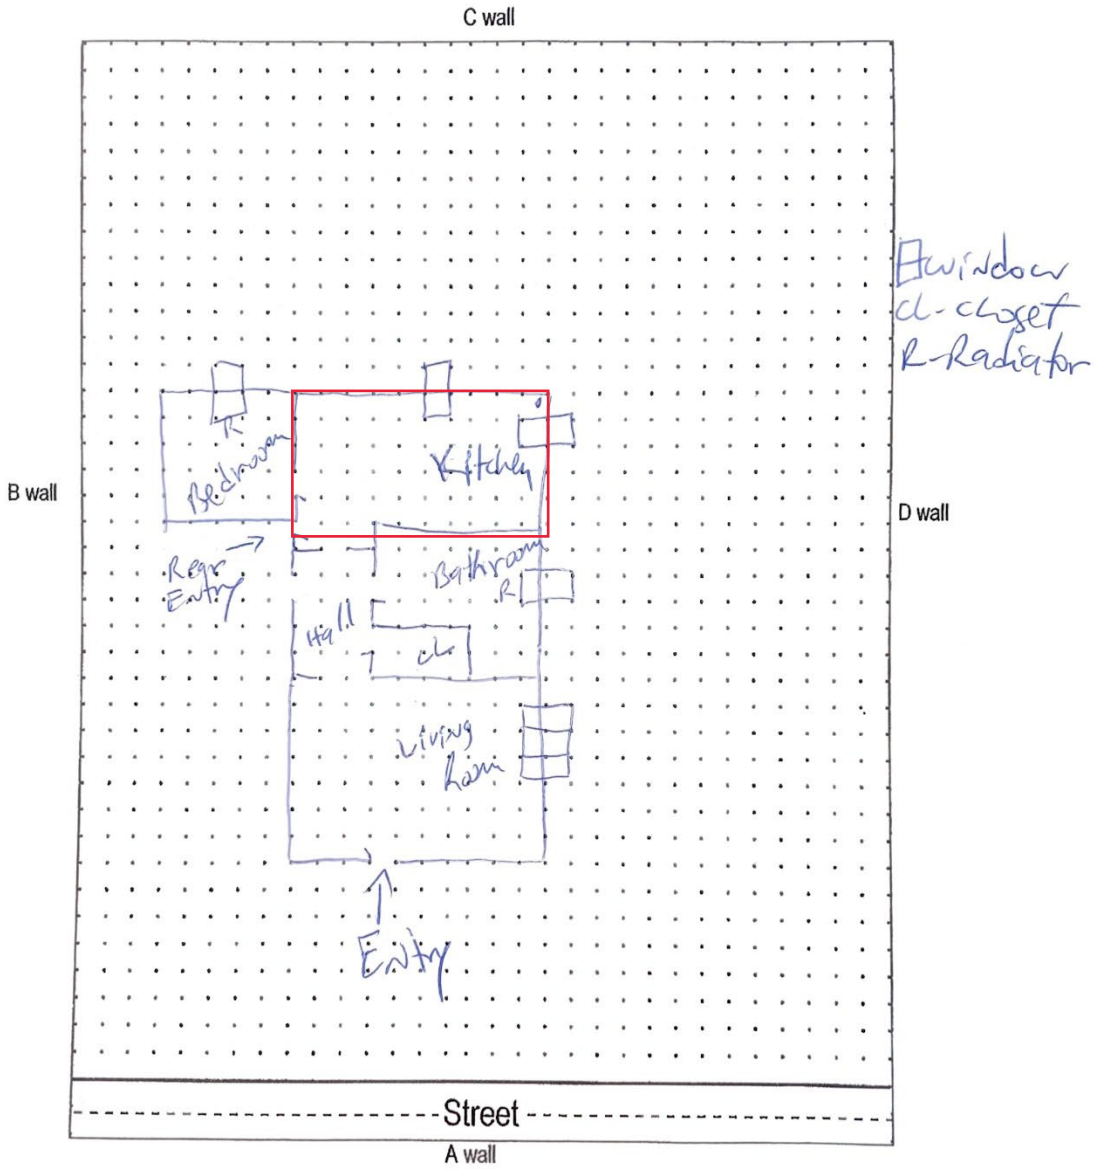 C wall
window
cl-closet
R-Radiator
R
Bedroom
Kitchen
B wall
D wall
Rear
Entry
Bathroom
R
Hall
cL
Living
Room
Entry
Street
A wall